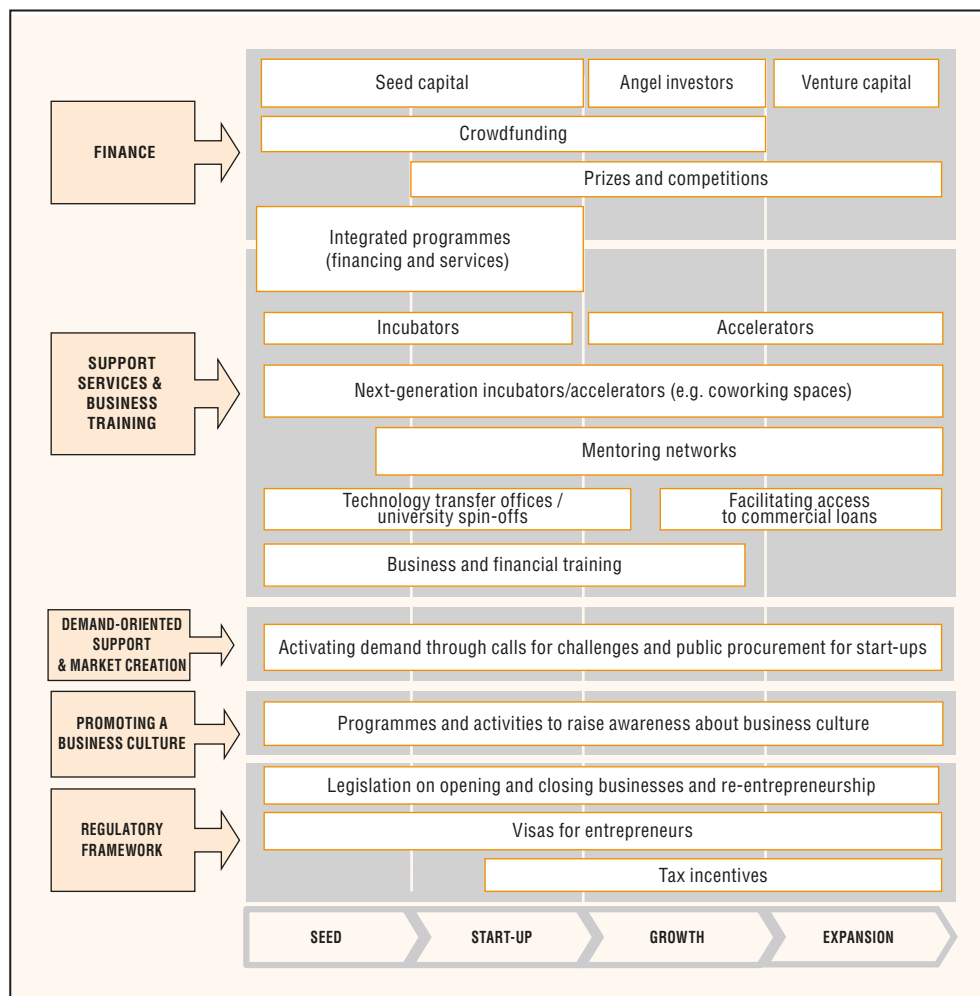 FINANCE
Seed capital
Angel investors
Venture capital
Crowdfunding
Prizes and competitions
Integrated programmes
(financing and services)
SUPPORT
SERVICES &
BUSINESS
TRAINING
Incubators
Accelerators
Next-generation incubators/accelerators (e.g. coworking spaces)
Mentoring networks
Technology transfer offices /
university spin-offs
Facilitating access
to commercial loans
Business and financial training
DEMAND-ORIENTED
SUPPORT
& MARKET CREATION
Activating demand through calls for challenges and public procurement for start-ups
PROMOTING A
BUSINESS CULTURE
Programmes and activities to raise awareness about business culture
REGULATORY
FRAMEWORK
Legislation on opening and closing businesses and re-entrepreneurship
Visas for entrepreneurs
Tax incentives
SEED
START-UP
GROWTH
EXPANSION